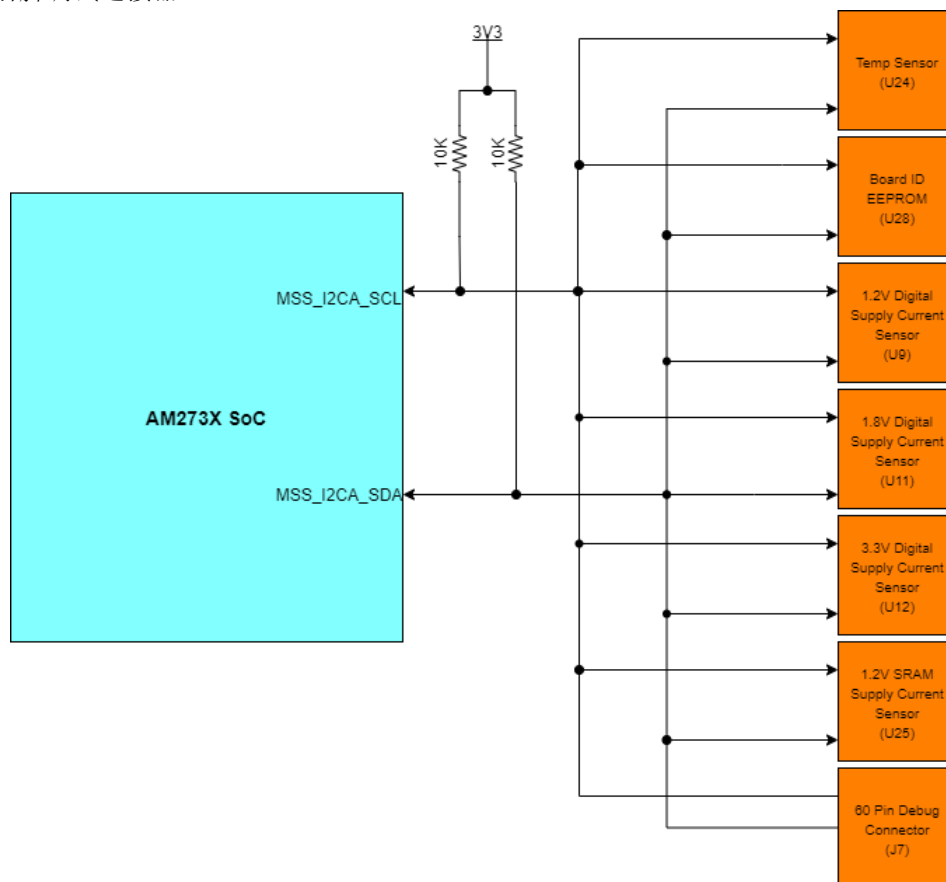 3V3
10K
10K
Temp Sensor
(U24)
Board ID
EEPROM
(U28)
MSS_I2CA_SCL
1.2V Digital
Supply Current
Sensor
(U9)
AM273X SoC
1.8V Digital
Supply Current
Sensor
(U11)
MSS_I2CA_SDA
3.3V Digital
Supply Current
Sensor
(U12)
1.2V SRAM
Supply Current
Sensor
(U25)
60 Pin Debug
Connector
(J7)